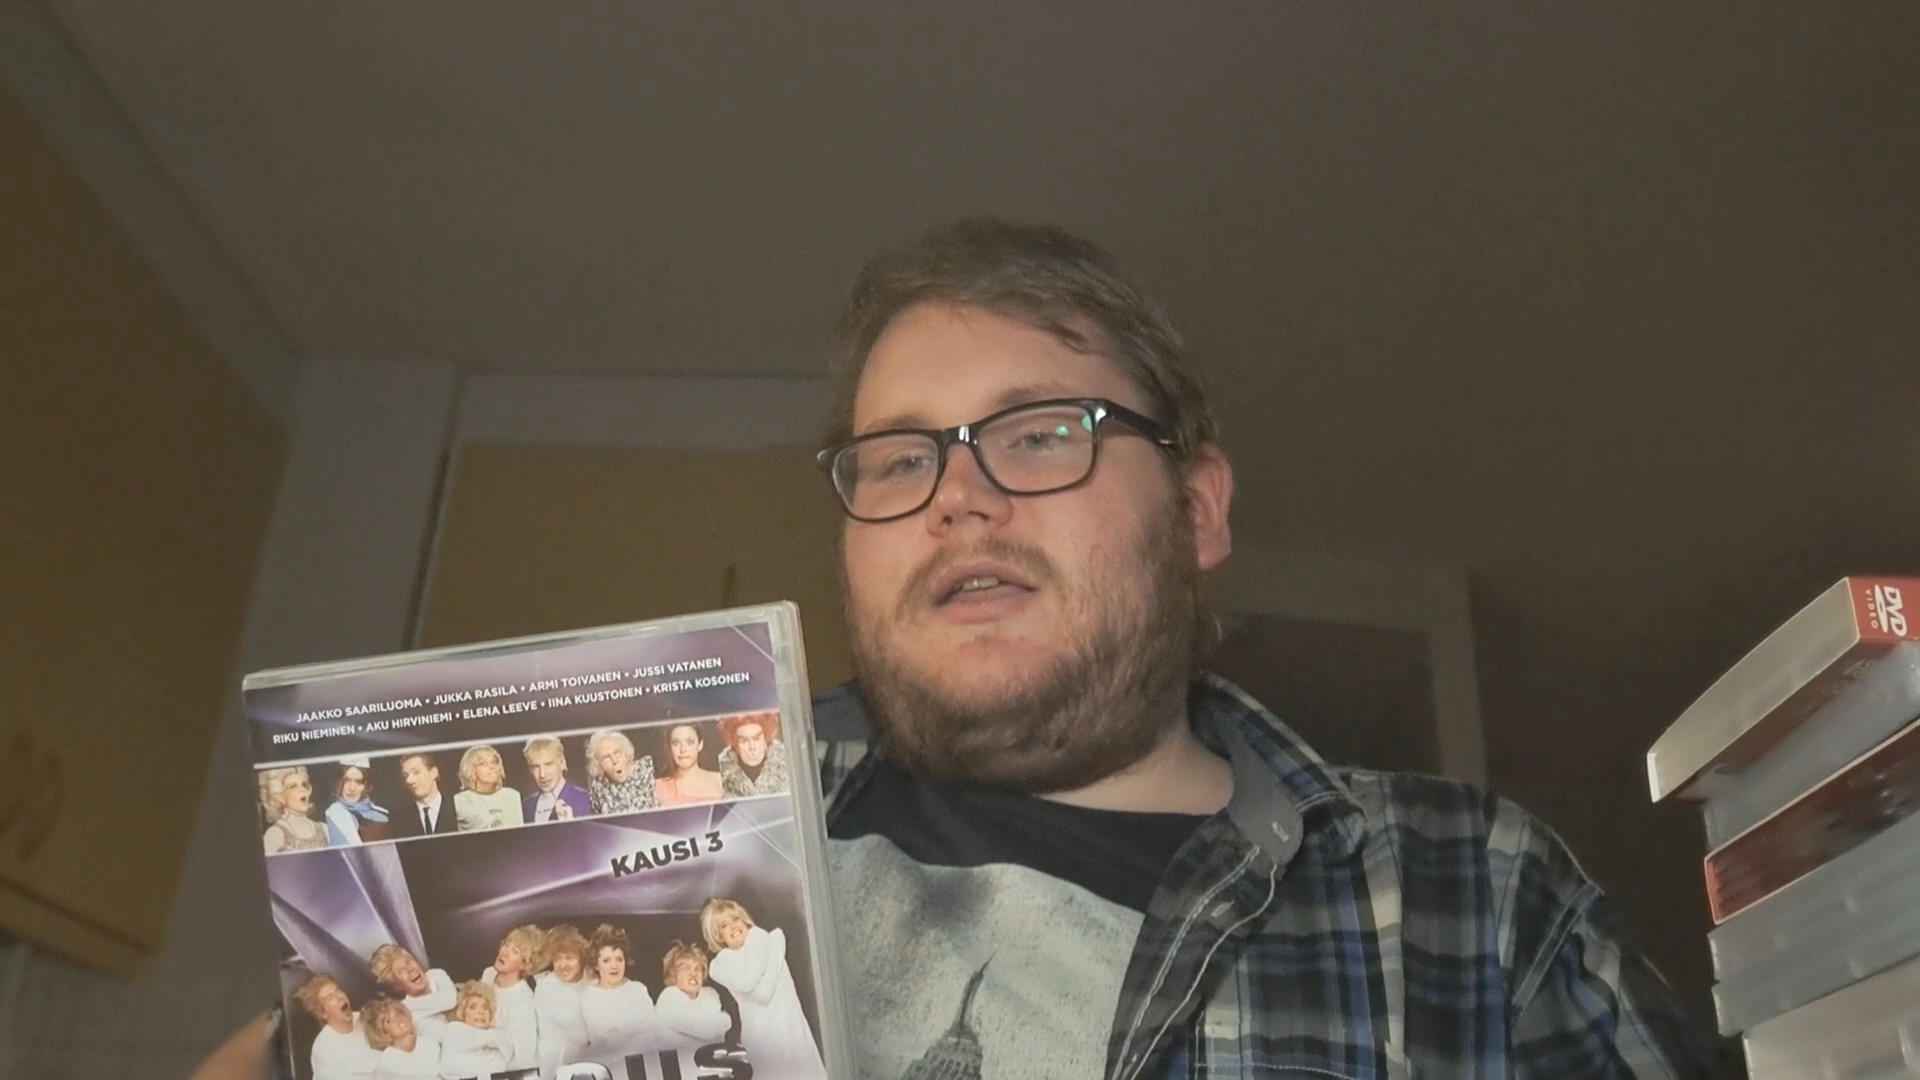 JAAKKO SAARILUOMA • JUKKA RASILA • ARMI TOIVANEN • JUSSI VATANEN
RIKU NIEMINEN • AKU HIRVINIEMI • ELENA LEEVE • IINA KUUSTONEN • KRISTA KOSONEN
KAUSI 3
DVD
VIDEO